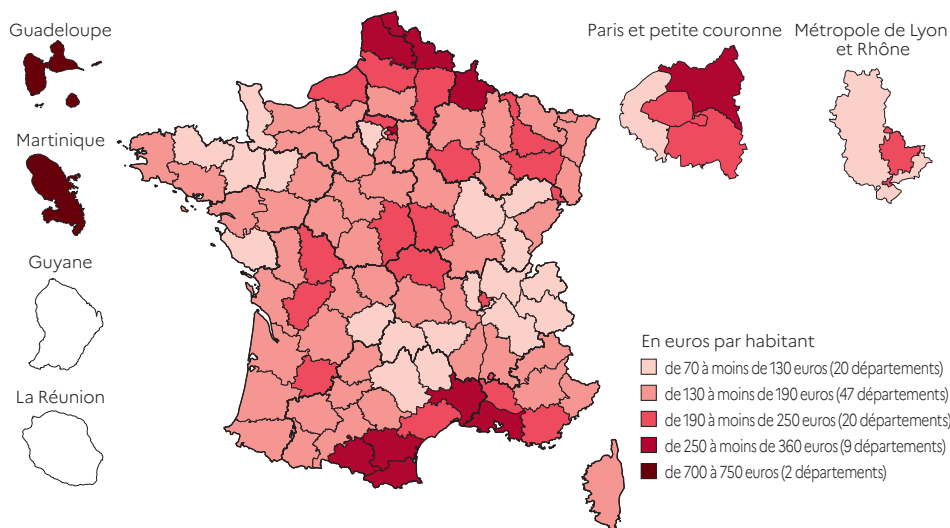 Guadeloupe
Martinique
Guyane
La Réunion
Paris et petite couronne
Métropole de Lyon
et Rhône
En euros par habitant
de 70 à moins de 130 euros (20 départements)
de 130 à moins de 190 euros (47 départements)
de 190 à moins de 250 euros (20 départements)
de 250 à moins de 360 euros (9 départements)
de 700 à 750 euros (2 départements)